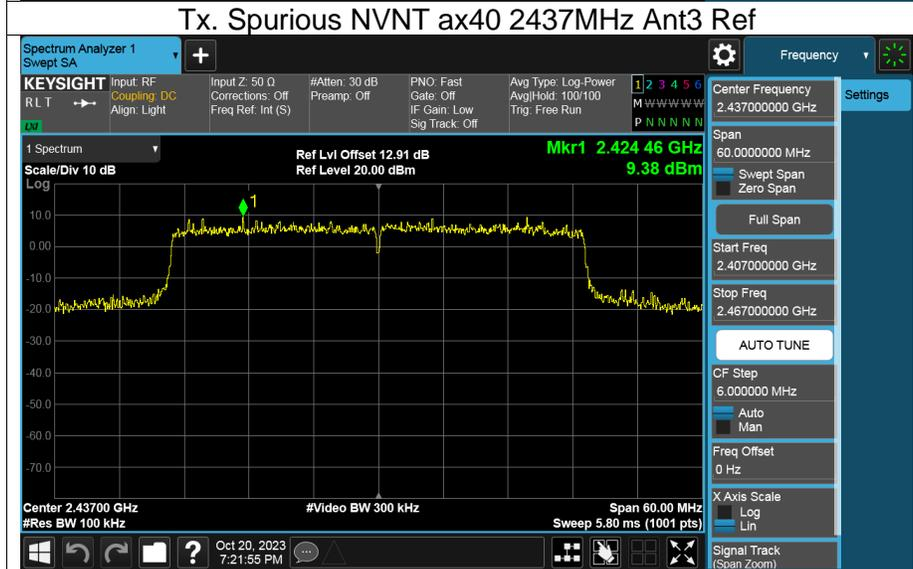 Tx. Spurious NVNT ax40 2437MHz Ant3 Ref
Spectrum Analyzer 1
Swept SA
+
Frequency
KEYSIGHT
RLT
LXI
Input: RF
Coupling: DC
Align: Light
Input Z: 50 Ω
Corrections: Off
Freq Ref: Int (S)
#Atten: 30 dB
Preamp: Off
PNO: Fast
Gate: Off
IF Gain: Low
Sig Track: Off
Avg Type: Log-Power
Avg|Hold: 100/100
Trig: Free Run
1 2 3 4 5 6
M W W W W W
P N N N N N
1 Spectrum
Scale/Div 10 dB
Log
Ref Lvl Offset 12.91 dB
Ref Level 20.00 dBm
Mkr1 2.424 46 GHz
9.38 dBm
1
10.0
0.00
-10.0
-20.0
-30.0
-40.0
-50.0
-60.0
-70.0
Center 2.43700 GHz
#Res BW 100 kHz
#Video BW 300 kHz
Span 60.00 MHz
Sweep 5.80 ms (1001 pts)
?
Oct 20, 2023
7:21:55 PM
Center Frequency
2.437000000 GHz
Settings
Span
60.0000000 MHz
Swept Span
Zero Span
Full Span
Start Freq
2.407000000 GHz
Stop Freq
2.467000000 GHz
AUTO TUNE
CF Step
6.000000 MHz
Auto
Man
Freq Offset
0 Hz
X Axis Scale
Log
Lin
Signal Track
(Span Zoom)